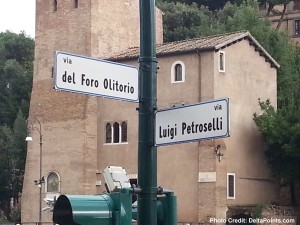 via
del Foro Olitorio
via
Luigi Petroselli
Photo Credit: DeltaPoints.com